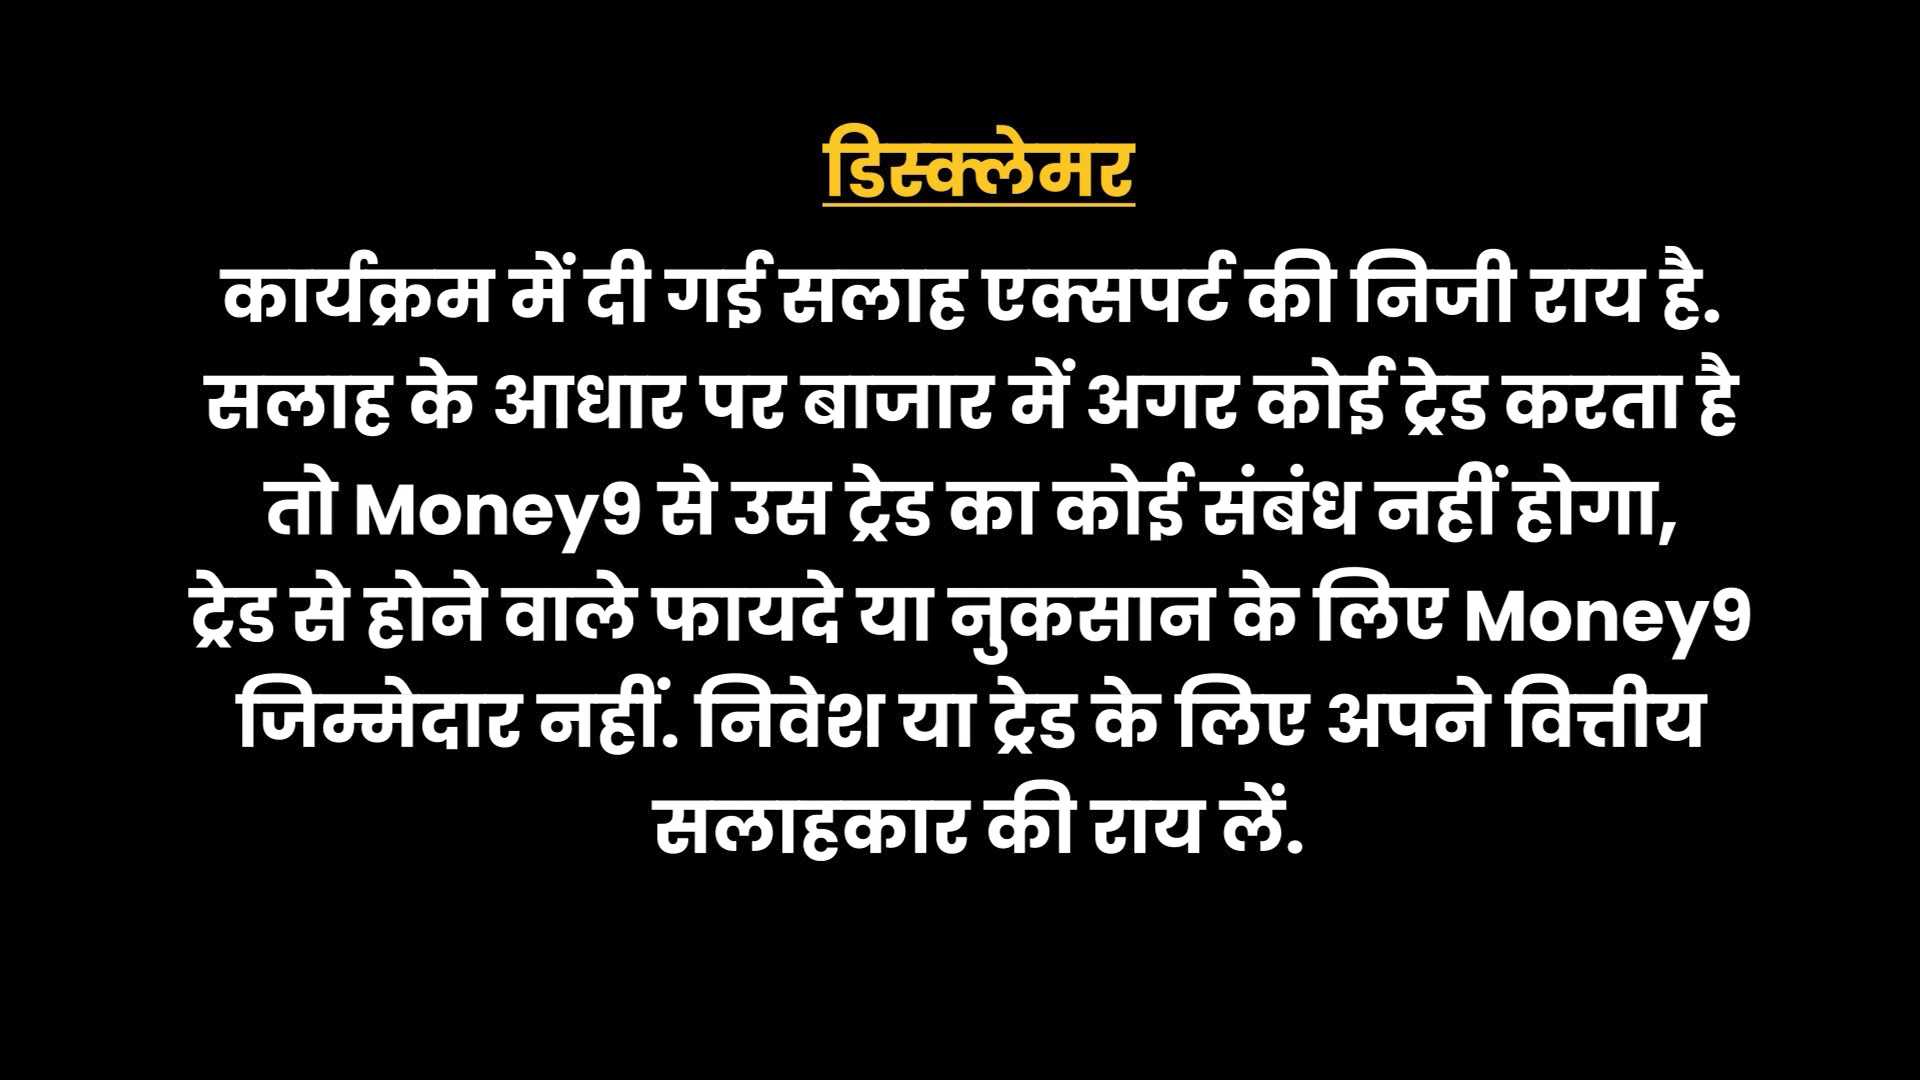 डिस्क्लेमर
कार्यक्रम में दी गई सलाह एक्सपर्ट की निजी राय है.
सलाह के आधार पर बाजार में अगर कोई ट्रेड करता है
तो Money9 से उस ट्रेड का कोई संबंध नहीं होगा,
ट्रेड से होने वाले फायदे या नुकसान के लिए Money9
जिम्मेदार नहीं. निवेश या ट्रेड के लिए अपने वित्तीय
सलाहकार की राय लें.